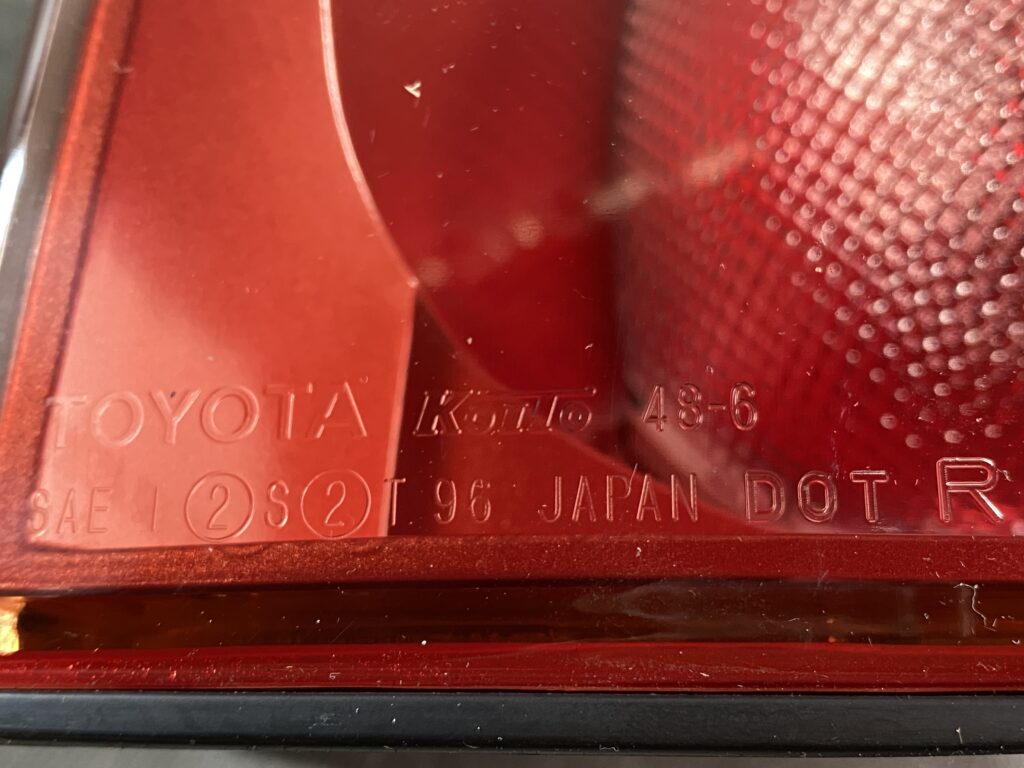 TOYOTA KOITO 48-6
SAE I ② S ② T 96 JAPAN DOT R